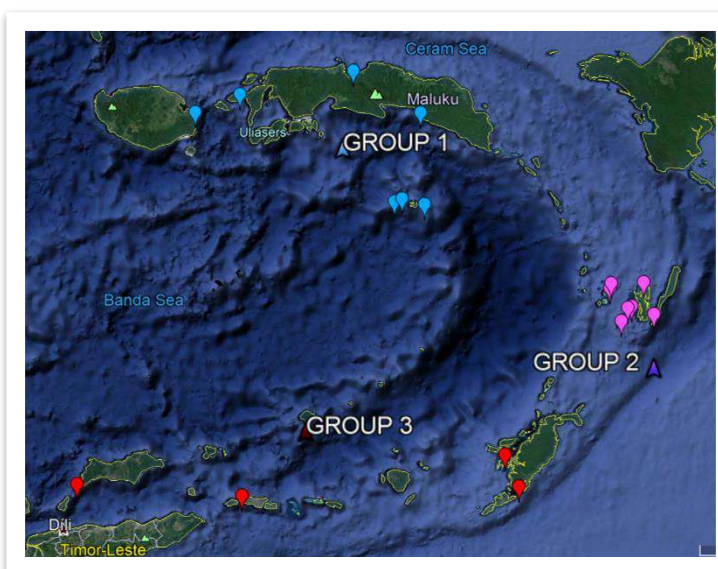 Ceram Sea
Maluku
Uliasers
GROUP 1
Banda Sea
GROUP 2
GROUP 3
Dili
Timor-Leste